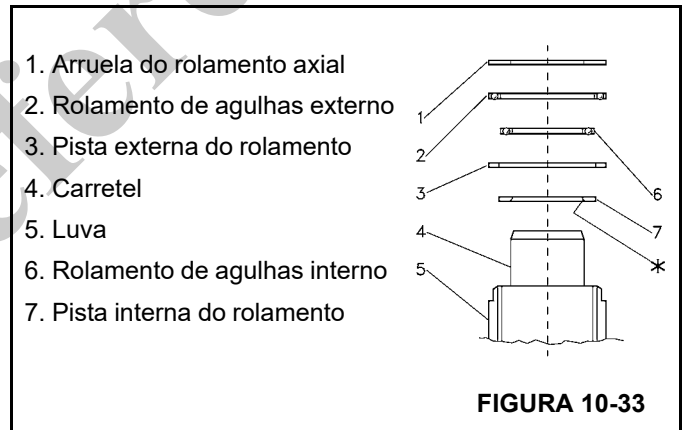 1. Arruela do rolamento axial
2. Rolamento de agulhas externo
3. Pista externa do rolamento
4. Carretel
5. Luva
6. Rolamento de agulhas interno
7. Pista interna do rolamento
1
2
6
3
7
4
*
5
FIGURA 10-33